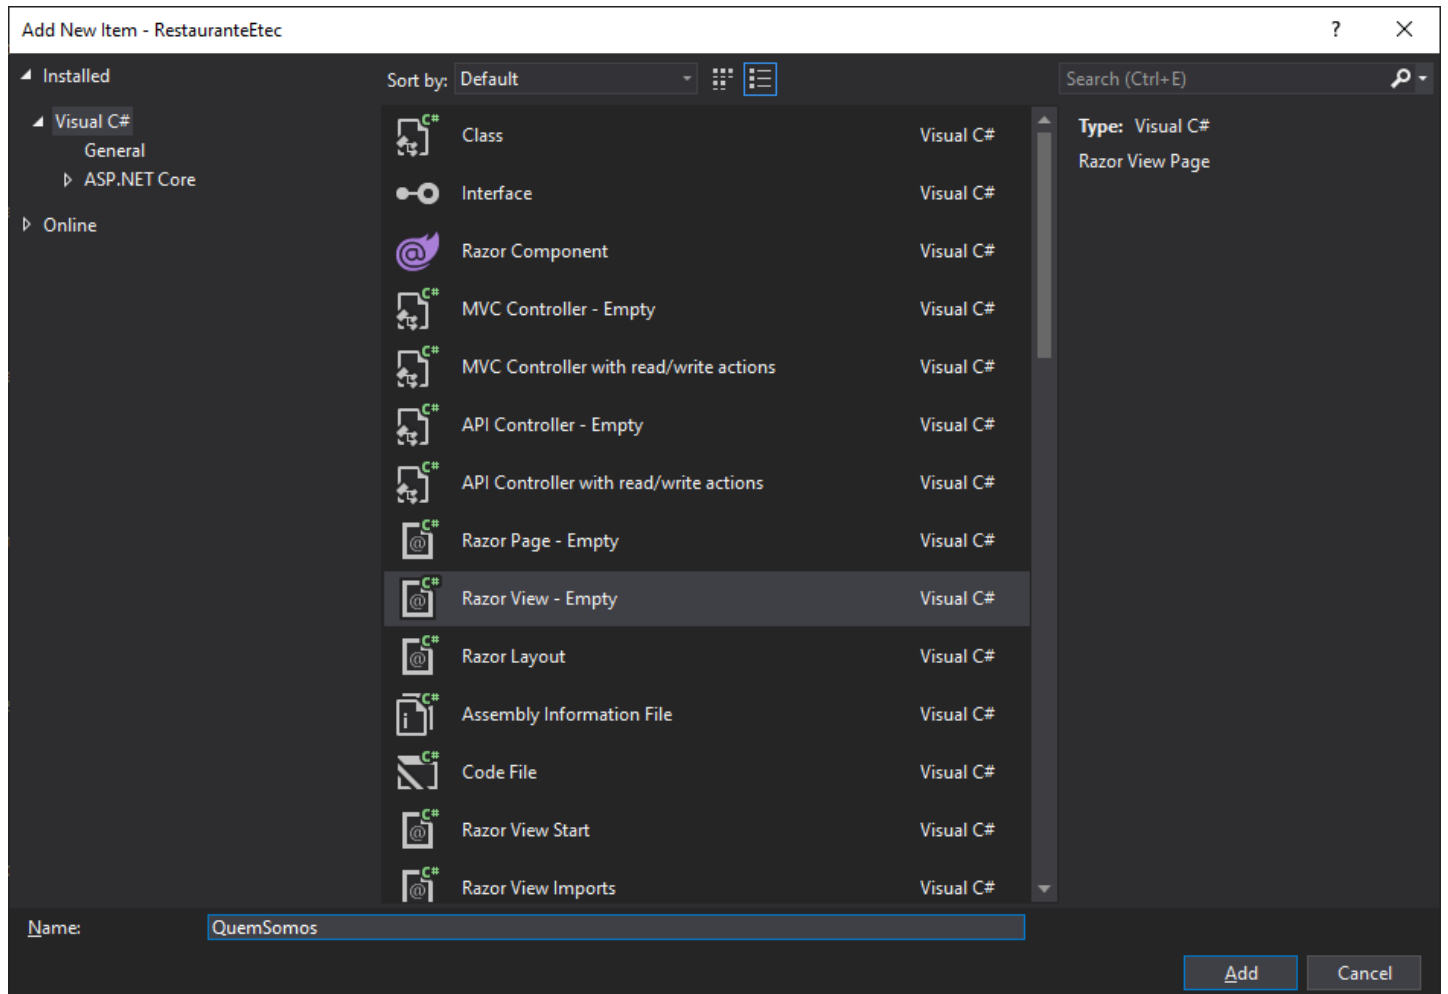 Add New Item - RestauranteEtec
?
Installed
Sort by: Default
Search (Ctrl+E)
Visual C#
General
ASP.NET Core
Online
C# Class Visual C#
Interface Visual C#
@ Razor Component Visual C#
C# MVC Controller - Empty Visual C#
C# MVC Controller with read/write actions Visual C#
C# API Controller - Empty Visual C#
C# API Controller with read/write actions Visual C#
C# @ Razor Page - Empty Visual C#
C# @ Razor View - Empty Visual C#
C# @ Razor Layout Visual C#
C# i Assembly Information File Visual C#
C# Code File Visual C#
C# @ Razor View Start Visual C#
C# @ Razor View Imports Visual C#
Type: Visual C#
Razor View Page
Name: QuemSomos
Add Cancel